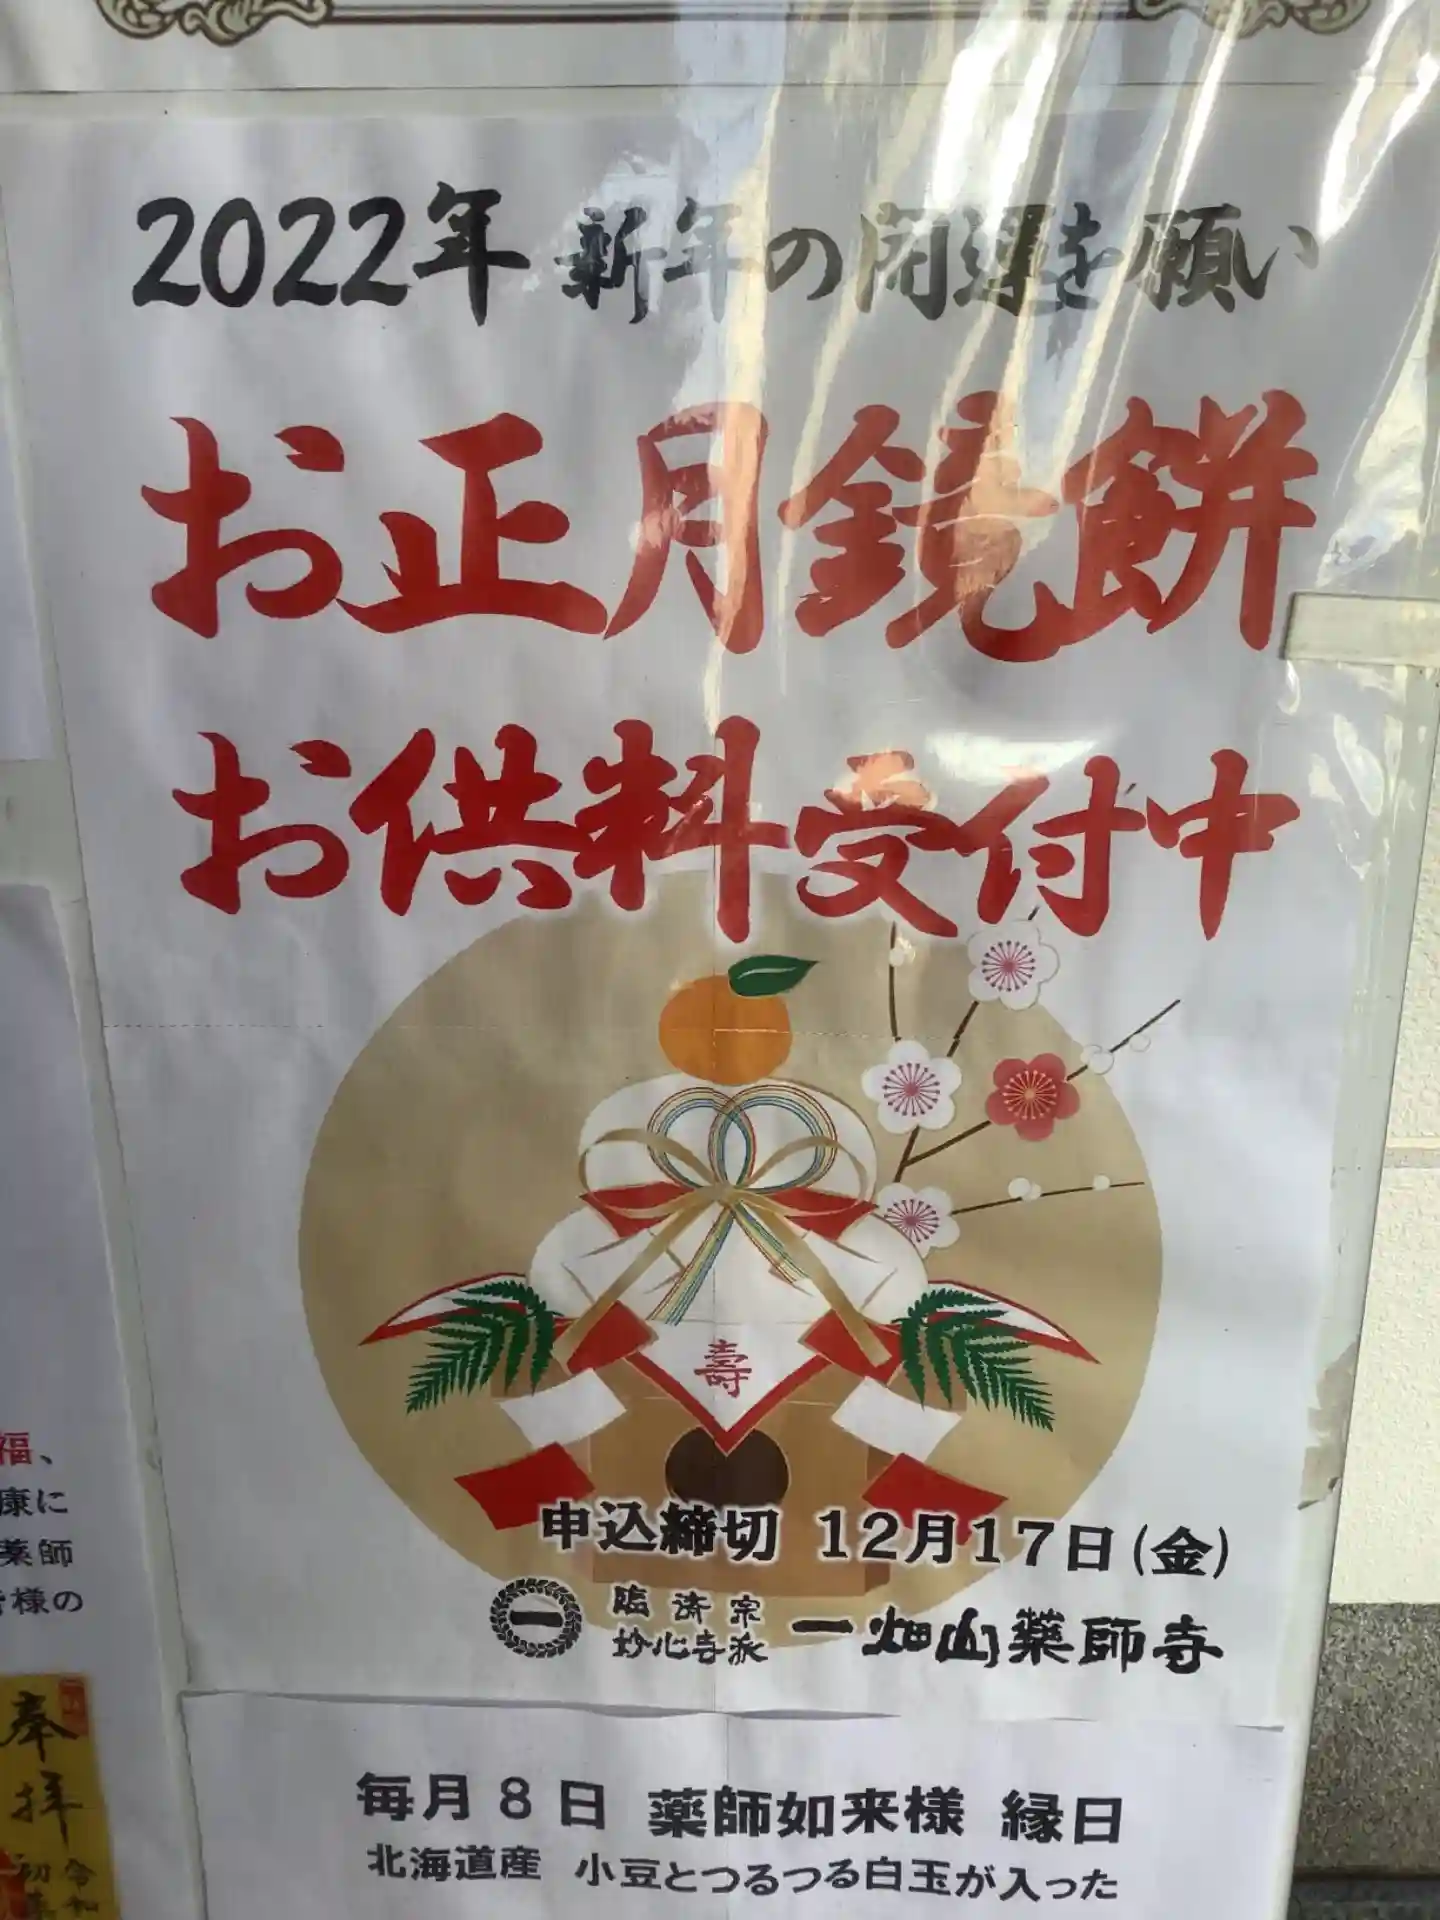 2022年 新年の開運を願い
お正月鏡餅
お供料受付中
壽
申込締切 12月17日(金)
一 臨済宗 一畑山薬師寺
妙心寺派
毎月8日 薬師如来様 縁日
北海道産 小豆とつるつる白玉が入った
福、
康に
薬師
様の
奉拝
令和